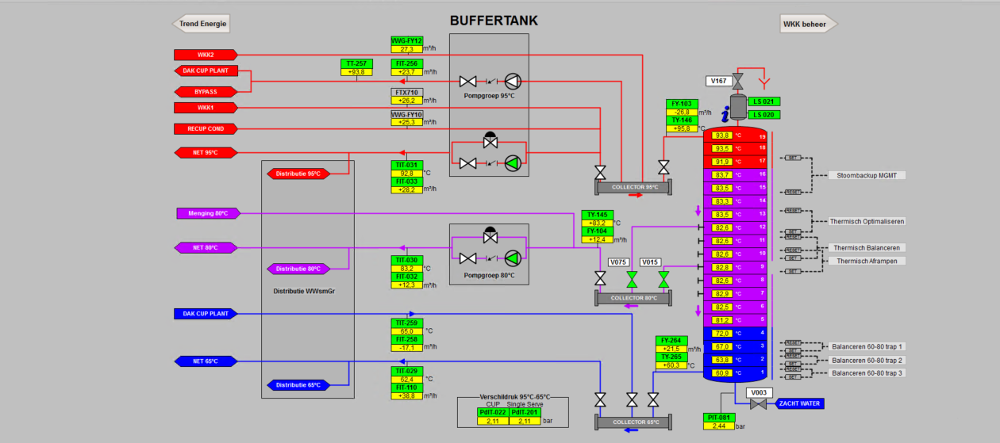 BUFFERTANK
Trend Energie
WKK beheer
VWG-FY12
27,3 m³/h
WKK2
TT-257
+93,8
FIT-256
+23,7 m³/h
DAK CUP PLANT
BYPASS
Pompgroep 95°C
FTX710
+26,2 m³/h
WKK1
VWG-FY10
+25,3 m³/h
RECUP COND
NET 95°C
Distributie 95°C
TIT-031
92,8 °C
FIT-033
+28,2 m³/h
COLLECTOR 95°C
V167
LS 021
LS 020
i
FY-103
-26,8 m³/h
TY-146
+95,8 °C
93,8 °C 19
93,5 °C 18
91,9 °C 17
83,7 °C 16
83,5 °C 15
83,3 °C 14
83,5 °C 13
82,6 °C 12
82,6 °C 11
82,6 °C 10
82,8 °C 9
82,6 °C 8
82,9 °C 7
82,5 °C 6
81,2 °C 5
72,0 °C 4
67,0 °C 3
63,8 °C 2
60,9 °C 1
SET
RESET
Stoombackup MGMT
RESET
SET
Thermisch Optimaliseren
RESET
SET
Thermisch Balanceren
RESET
SET
Thermisch Aframpen
RESET
SET
Balanceren 60-80 trap 1
RESET
SET
Balanceren 60-80 trap 2
RESET
SET
Balanceren 60-80 trap 3
Menging 80°C
TY-145
+83,2 °C
FY-104
+12,4 m³/h
NET 80°C
Distributie 80°C
TIT-030
83,2 °C
FIT-032
+12,3 m³/h
Pompgroep 80°C
V075
V015
COLLECTOR 80°C
Distributie WWsmGr
DAK CUP PLANT
TIT-259
65,0 °C
FIT-258
-17,1 m³/h
FY-264
+21,5 m³/h
TY-265
+60,3 °C
NET 65°C
Distributie 65°C
TIT-029
62,4 °C
FIT-110
+38,8 m³/h
Verschildruk 95°C-65°C
CUP Single Serve
PdIT-022 PdIT-201
2,11 2,11 bar
COLLECTOR 65°C
V003
ZACHT WATER
PIT-081
2,44 bar